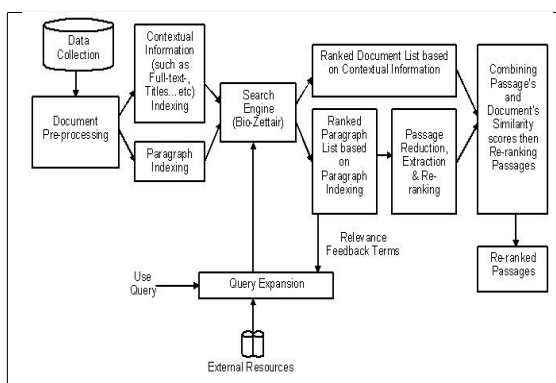 Data
Collection
Document
Pre-processing
Contextual
Information
(such as
Full-text-,
Titles...etc)
Indexing
Paragraph
Indexing
Search
Engine
(Bio-Zettair)
Ranked Document List based
on Contextual Information
Ranked
Paragraph
List based
on
Paragraph
Indexing
Passage
Reduction,
Extraction
& Re-
ranking
Combining
Passage's
and
Document's
Similarity
scores then
Re-ranking
Passages
Re-ranked
Passages
Relevance
Feedback Terms
Use
Query
Query Expansion
External Resources